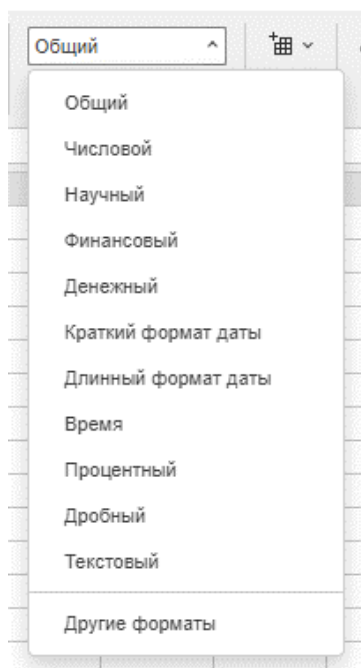 Общий
Общий
Числовой
Научный
Финансовый
Денежный
Краткий формат даты
Длинный формат даты
Время
Процентный
Дробный
Текстовый
Другие форматы